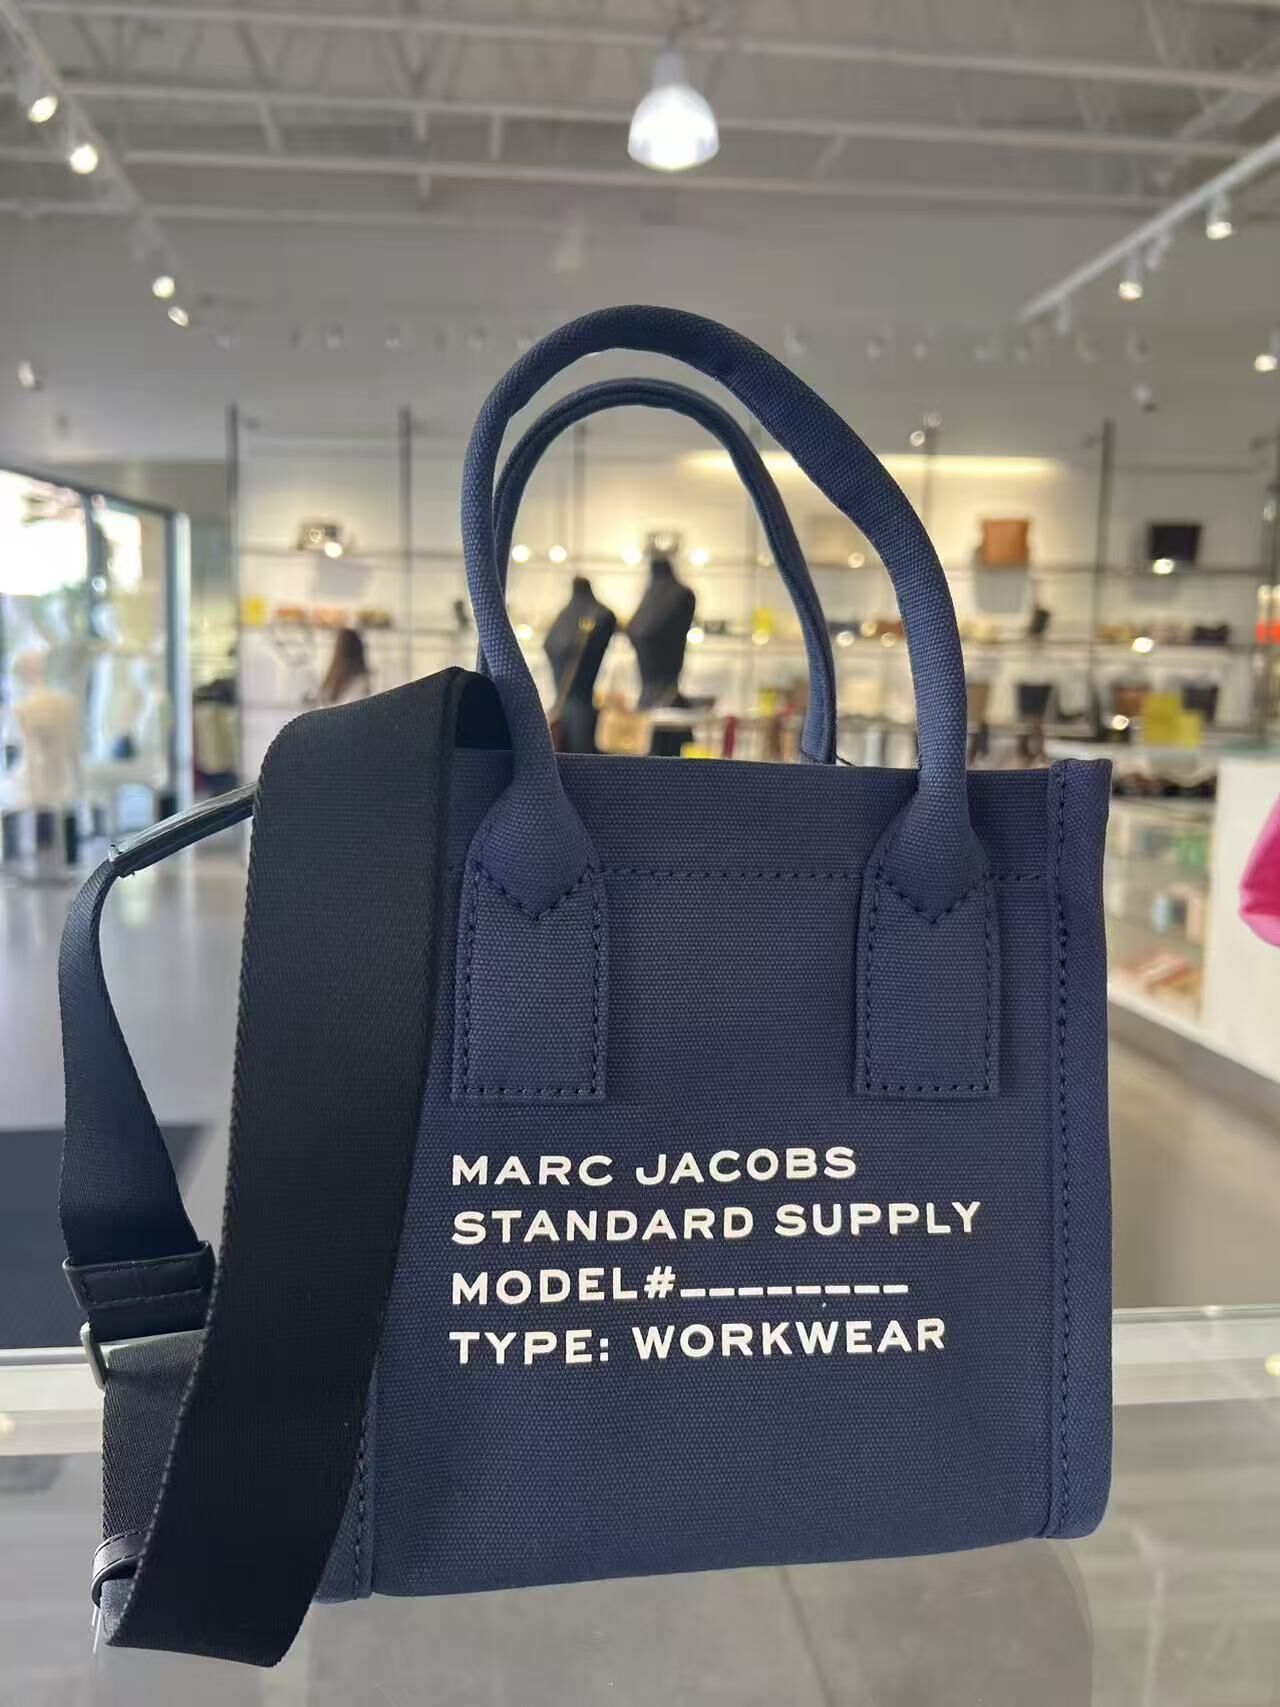 MARC JACOBS
STANDARD SUPPLY
MODEL#________
TYPE: WORKWEAR